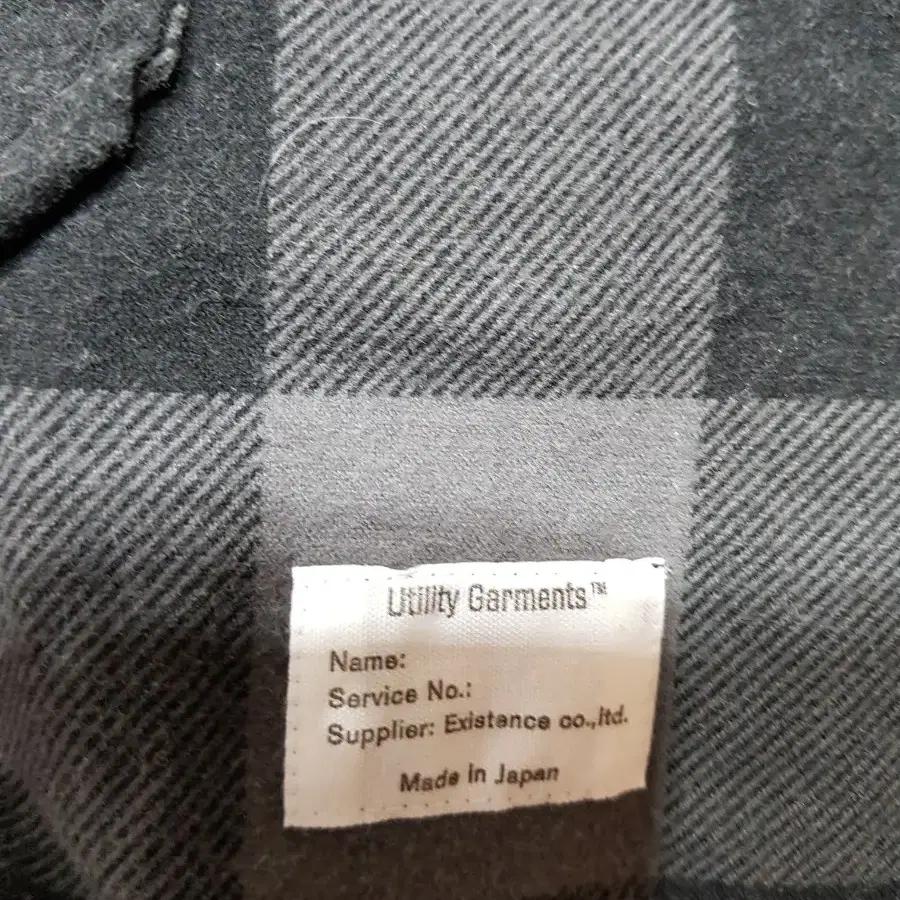 Utility Garments™
Name:
Service No.:
Supplier: Existence co.,ltd.
Made in Japan